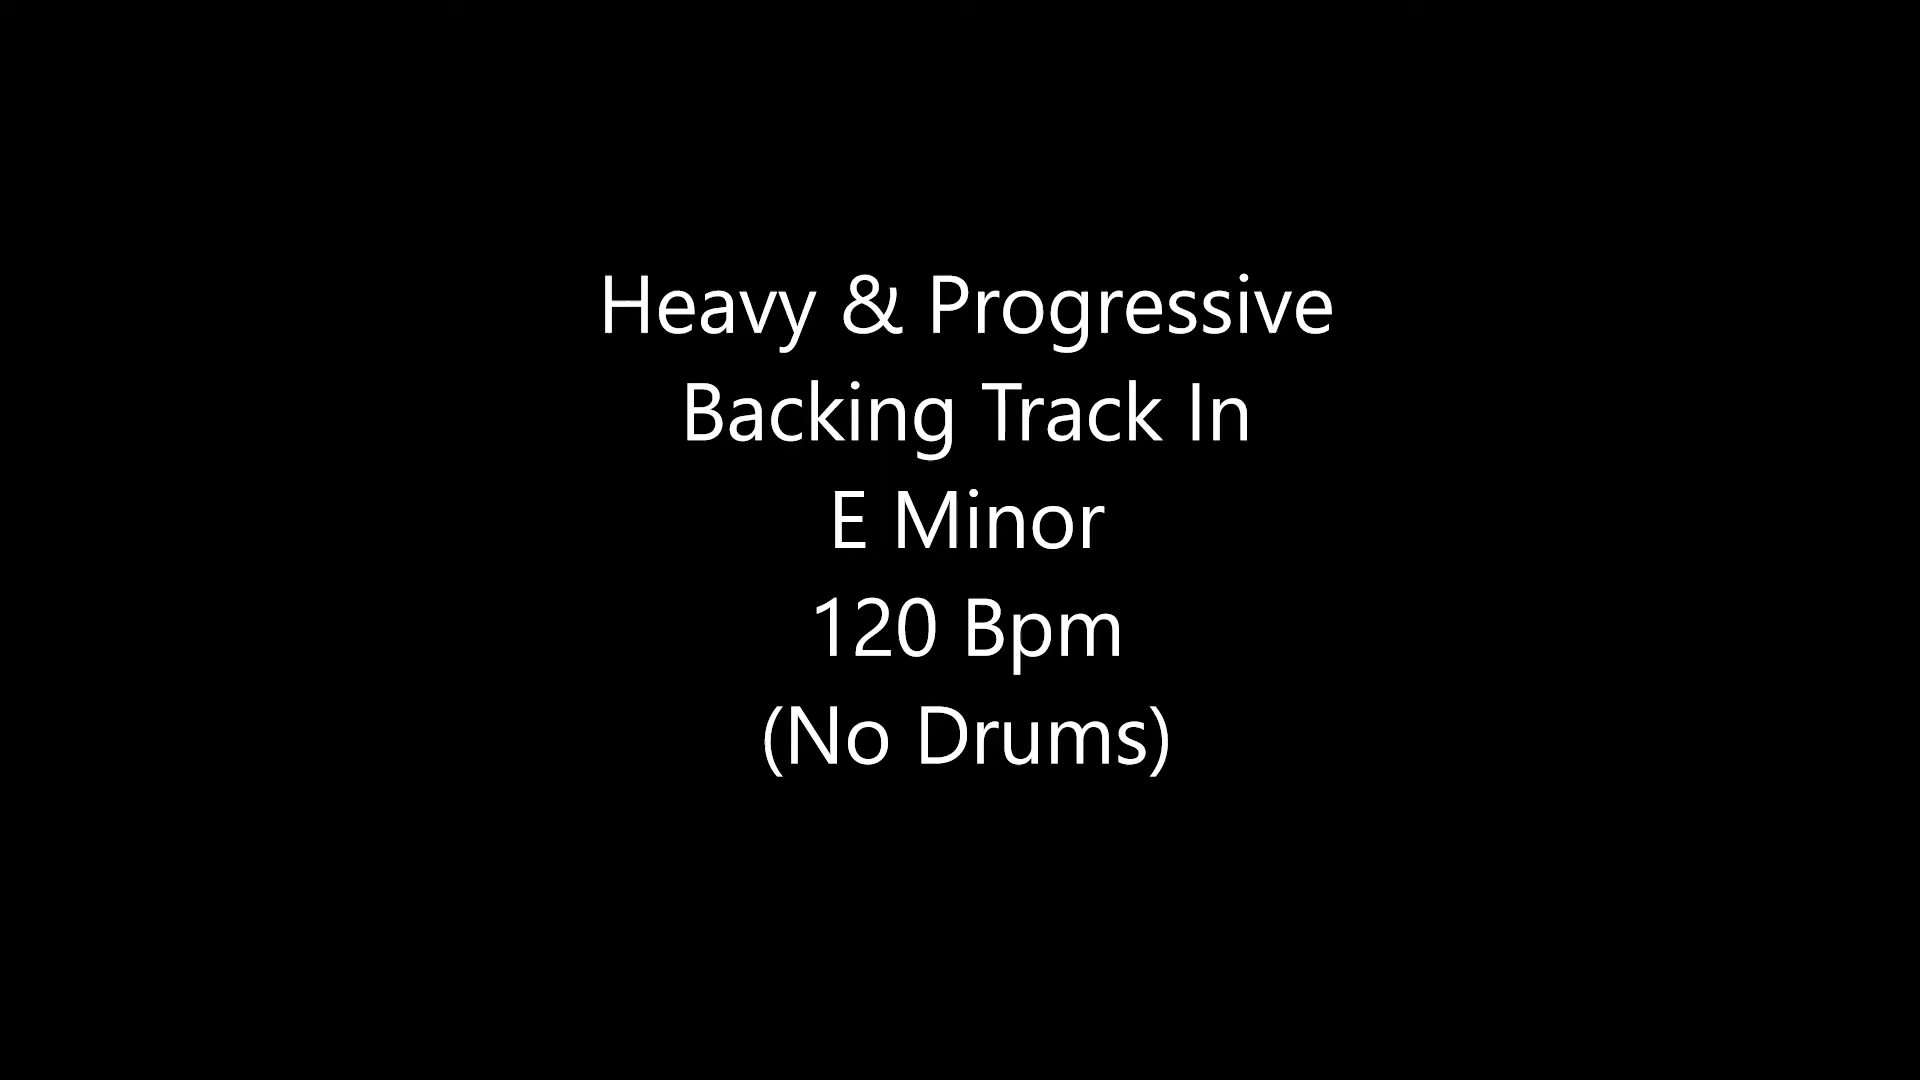 Heavy & Progressive
Backing Track In
E Minor
120 Bpm
(No Drums)